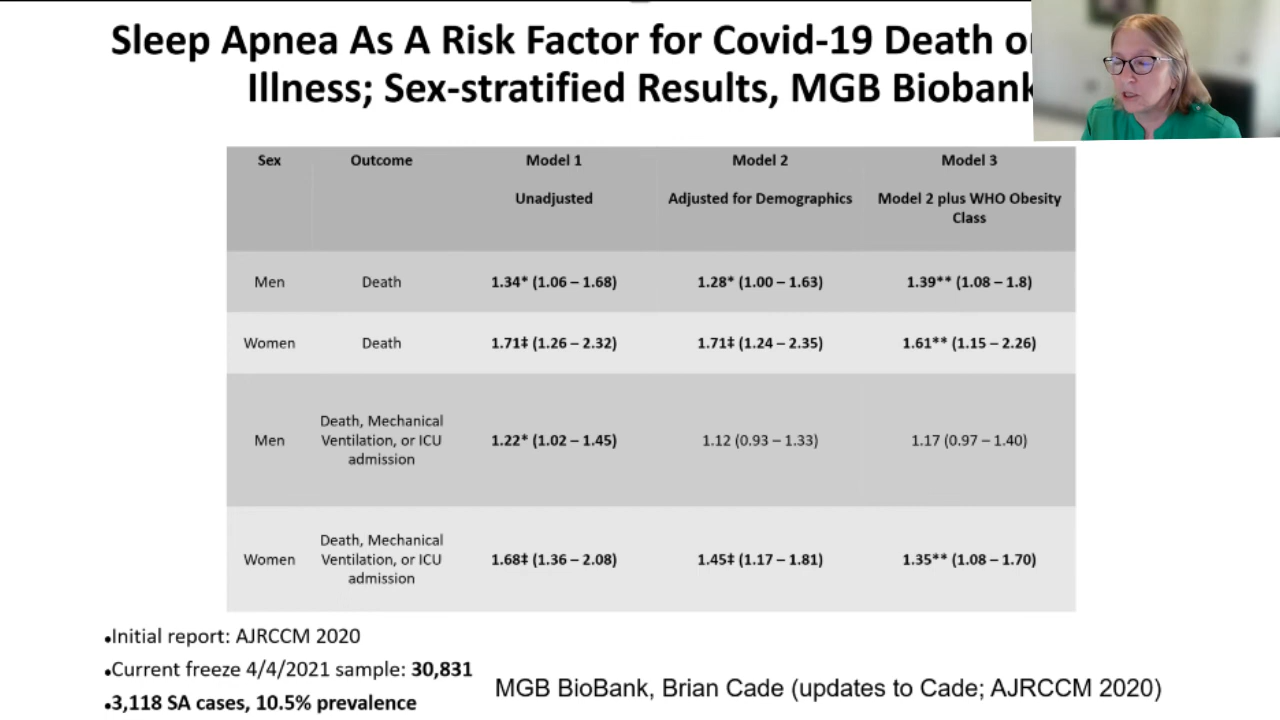 Sleep Apnea As A Risk Factor for Covid-19 Death or
Illness; Sex-stratified Results, MGB Biobank
Sex Outcome Model 1 Model 2 Model 3
Unadjusted Adjusted for Demographics Model 2 plus WHO Obesity
Class
Men Death 1.34* (1.06 – 1.68) 1.28* (1.00 – 1.63) 1.39** (1.08 – 1.8)
Women Death 1.71‡ (1.26 – 2.32) 1.71‡ (1.24 – 2.35) 1.61** (1.15 – 2.26)
Death, Mechanical
Men Ventilation, or ICU 1.22* (1.02 – 1.45) 1.12 (0.93 – 1.33) 1.17 (0.97 – 1.40)
admission
Death, Mechanical
Women Ventilation, or ICU 1.68‡ (1.36 – 2.08) 1.45‡ (1.17 – 1.81) 1.35** (1.08 – 1.70)
admission
•Initial report: AJRCCM 2020
•Current freeze 4/4/2021 sample: 30,831
•3,118 SA cases, 10.5% prevalence
MGB BioBank, Brian Cade (updates to Cade; AJRCCM 2020)